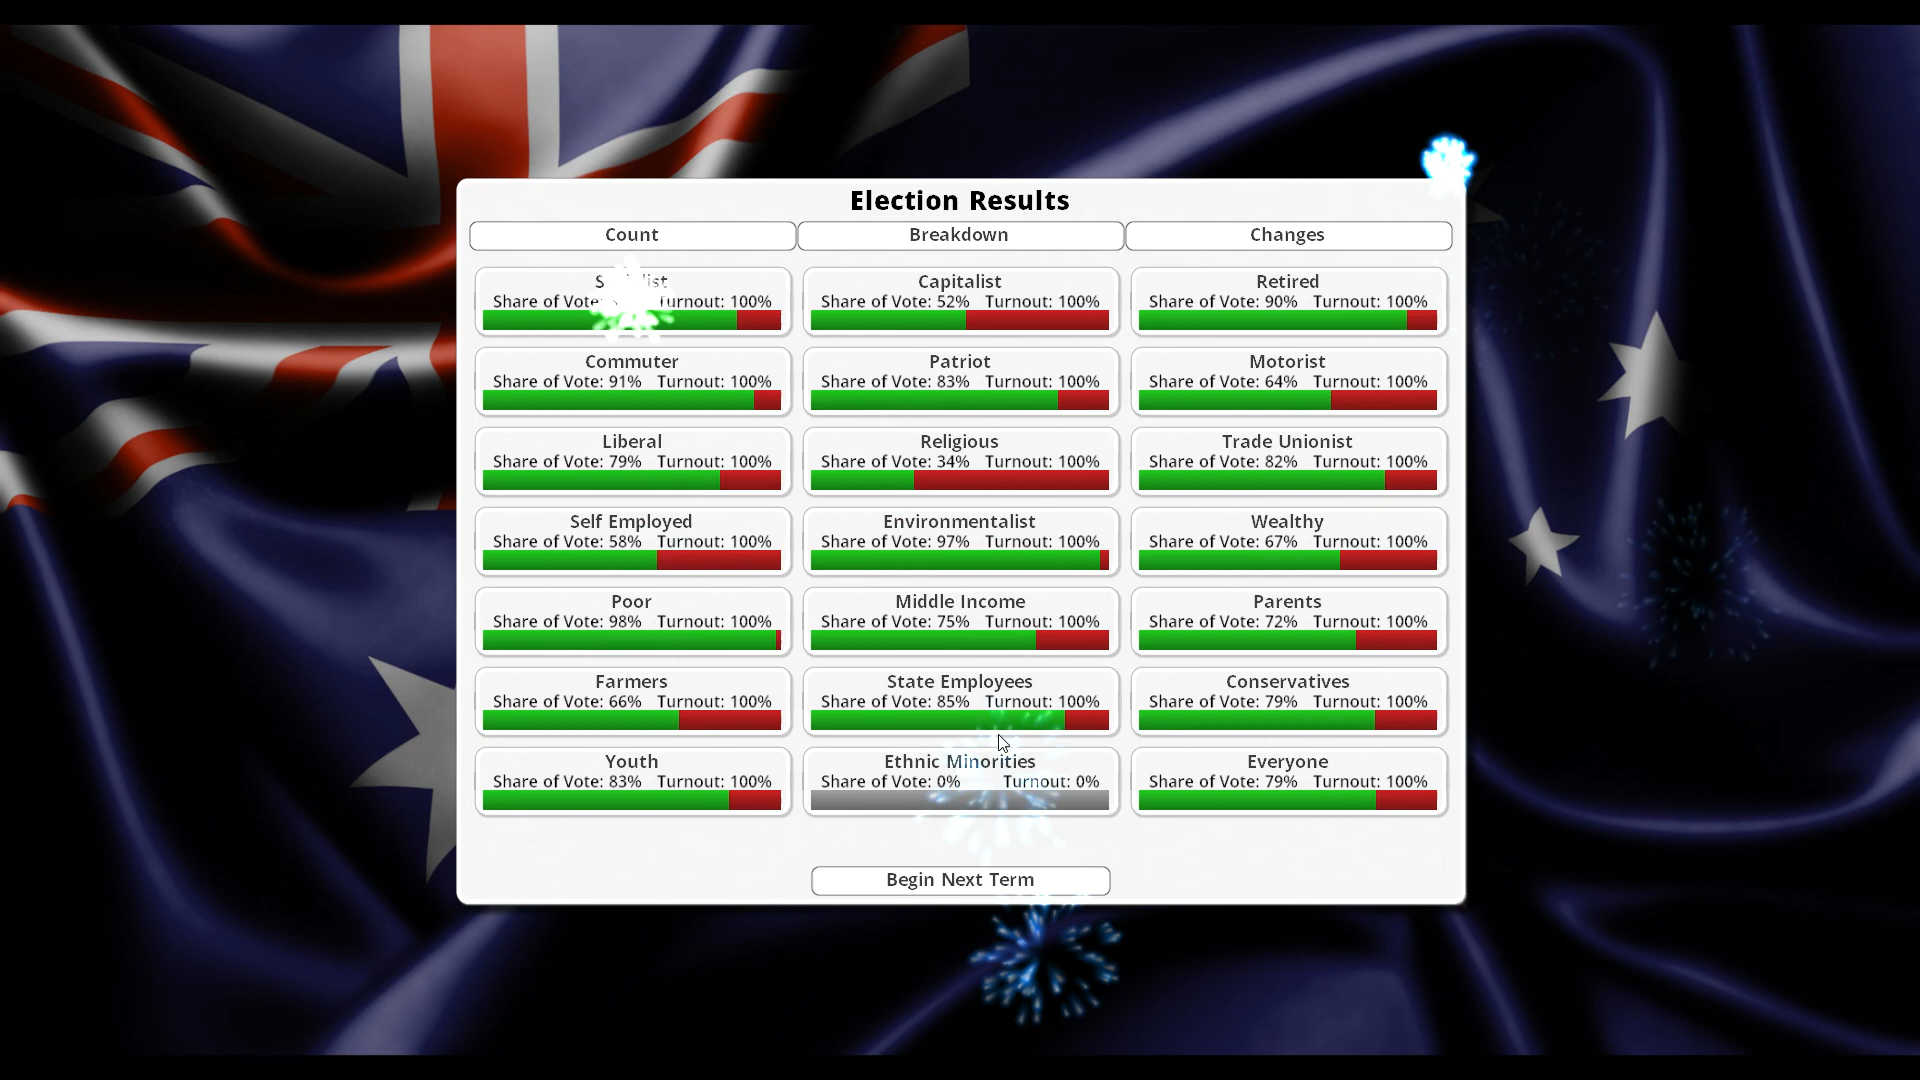 Election Results
Count Breakdown Changes
Share of Vote: Turnout: 100%
Capitalist
Share of Vote: 52% Turnout: 100%
Retired
Share of Vote: 90% Turnout: 100%
Commuter
Share of Vote: 91% Turnout: 100%
Patriot
Share of Vote: 83% Turnout: 100%
Motorist
Share of Vote: 64% Turnout: 100%
Liberal
Share of Vote: 79% Turnout: 100%
Religious
Share of Vote: 34% Turnout: 100%
Trade Unionist
Share of Vote: 82% Turnout: 100%
Self Employed
Share of Vote: 58% Turnout: 100%
Environmentalist
Share of Vote: 97% Turnout: 100%
Wealthy
Share of Vote: 67% Turnout: 100%
Poor
Share of Vote: 98% Turnout: 100%
Middle Income
Share of Vote: 75% Turnout: 100%
Parents
Share of Vote: 72% Turnout: 100%
Farmers
Share of Vote: 66% Turnout: 100%
State Employees
Share of Vote: 85% Turnout: 100%
Conservatives
Share of Vote: 79% Turnout: 100%
Youth
Share of Vote: 83% Turnout: 100%
Ethnic Minorities
Share of Vote: 0% Turnout: 0%
Everyone
Share of Vote: 79% Turnout: 100%
Begin Next Term